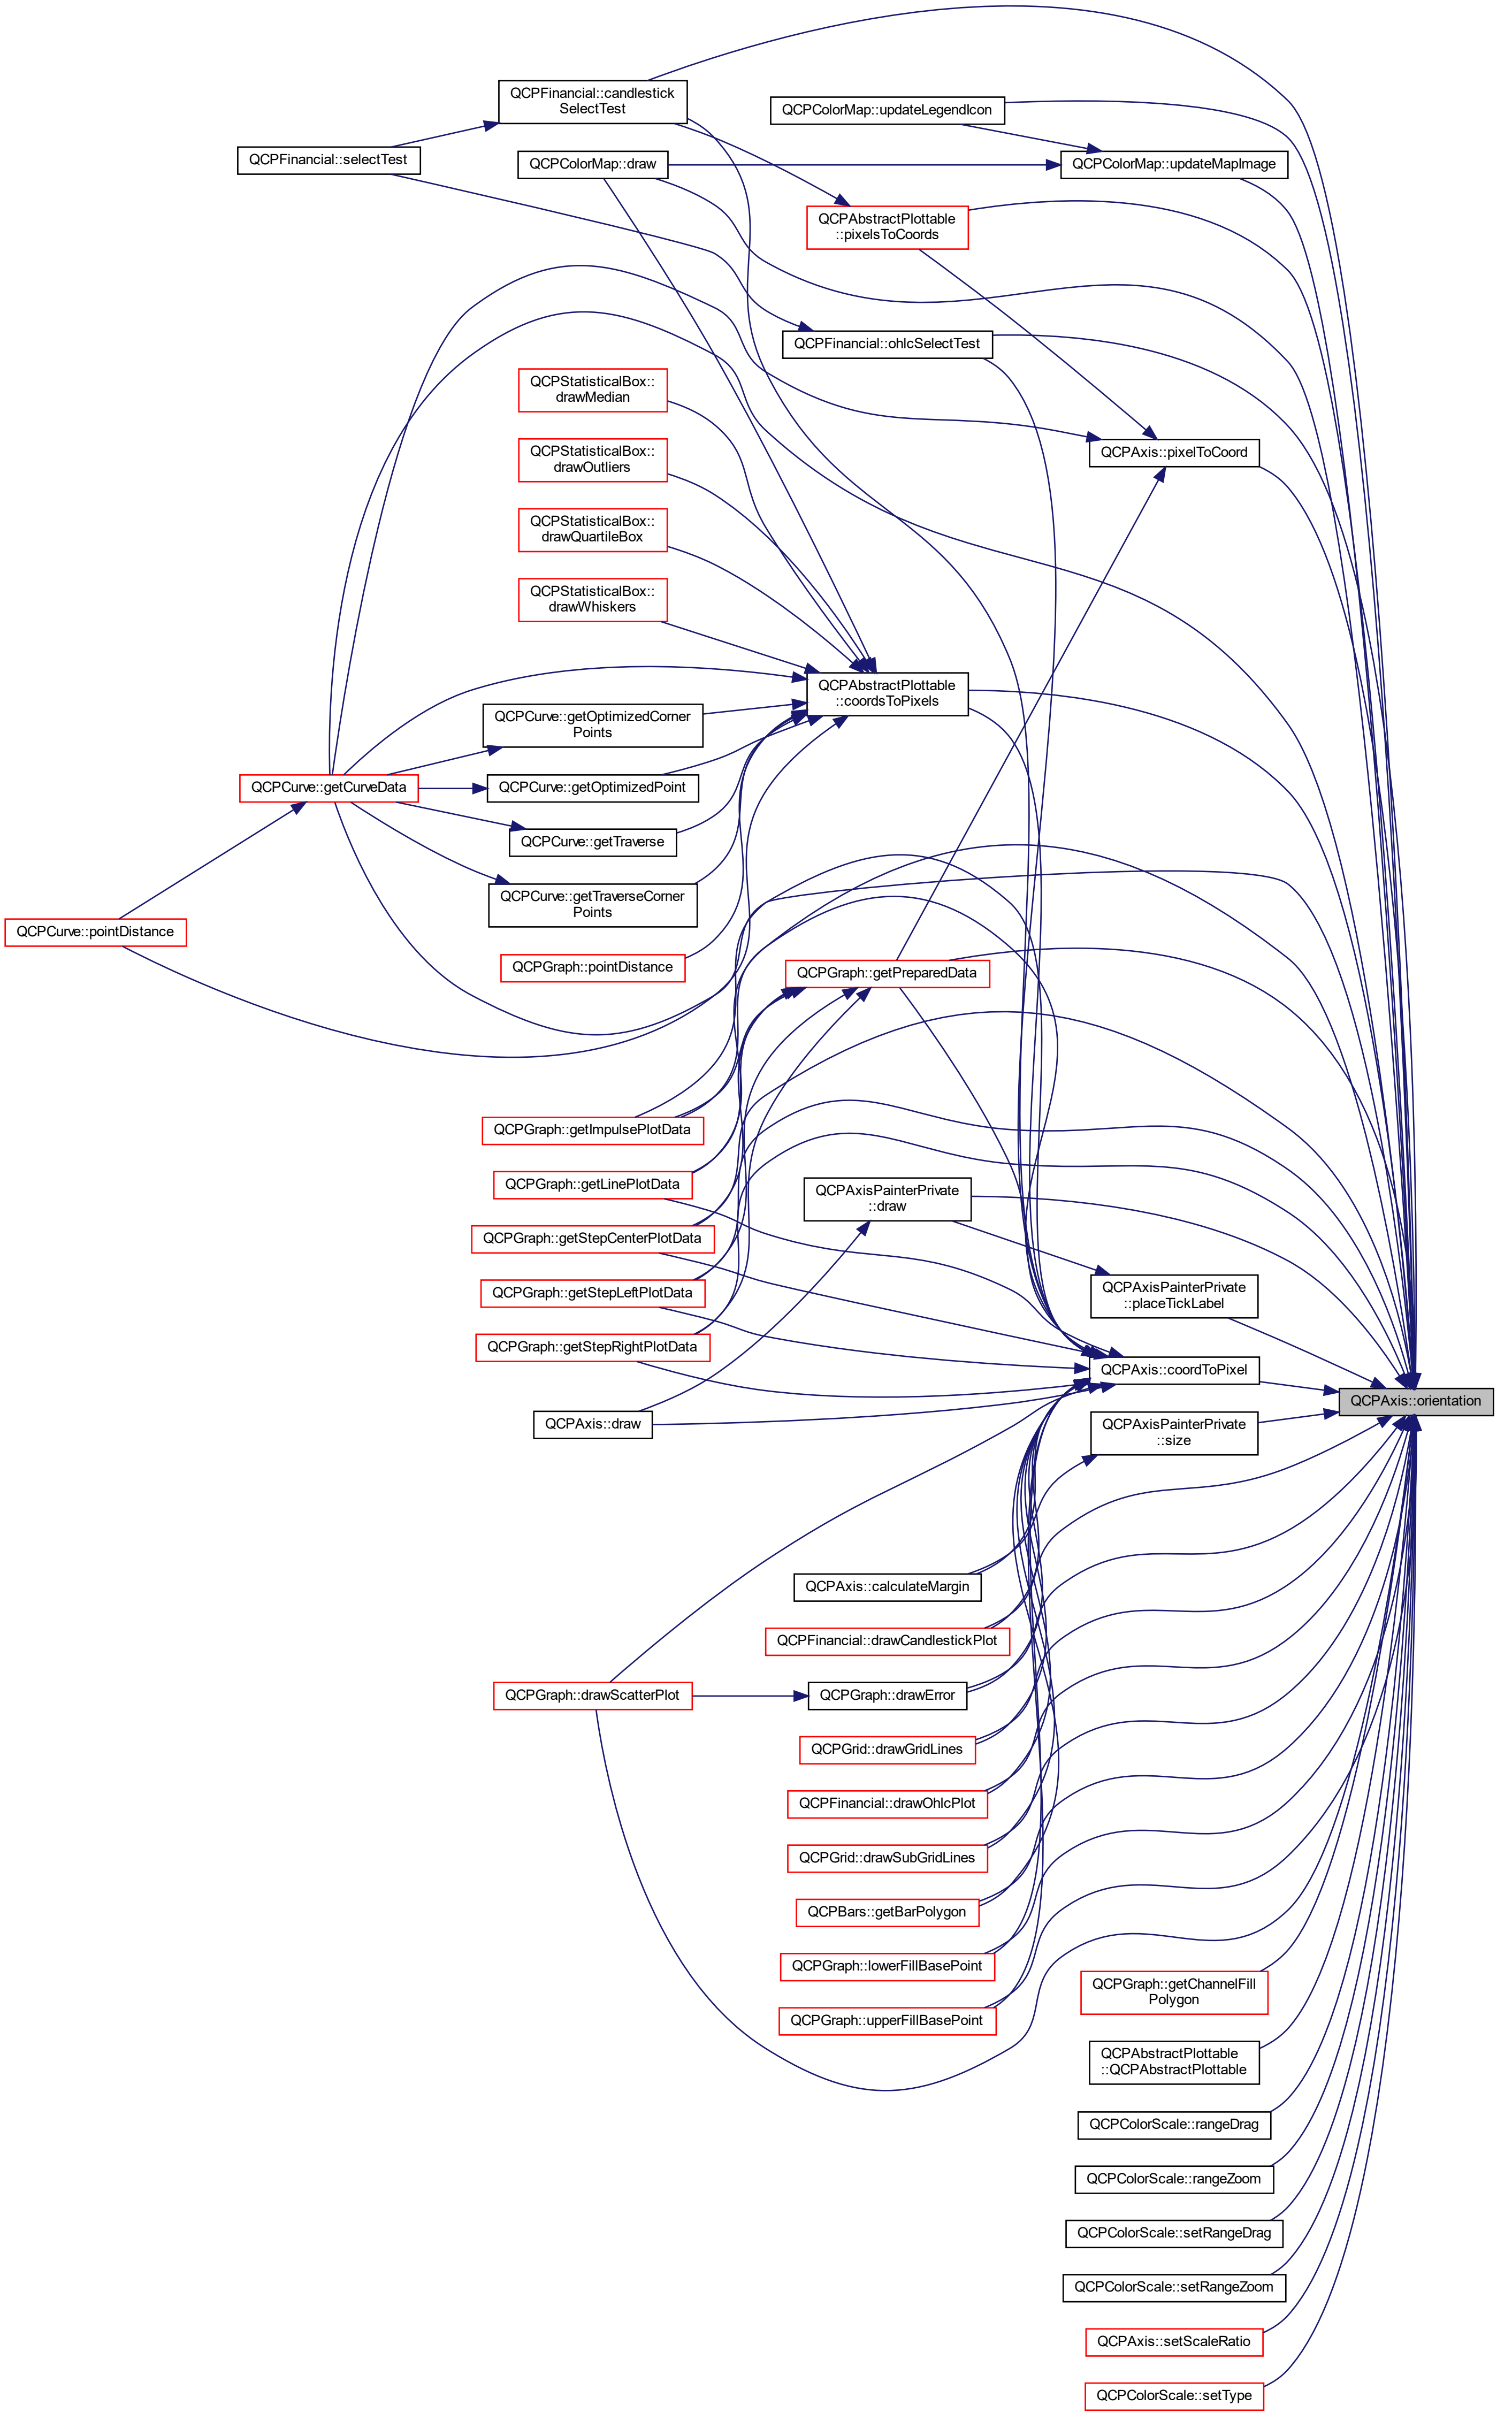 QCPFinancial::candlestick
SelectTest
QCPColorMap::updateLegendIcon
QCPFinancial::selectTest
QCPColorMap::draw
QCPColorMap::updateMapImage
QCPAbstractPlottable
::pixelsToCoords
QCPFinancial::ohlcSelectTest
QCPStatisticalBox::
drawMedian
QCPStatisticalBox::
drawOutliers
QCPAxis::pixelToCoord
QCPStatisticalBox::
drawQuartileBox
QCPStatisticalBox::
drawWhiskers
QCPAbstractPlottable
::coordsToPixels
QCPCurve::getOptimizedCorner
Points
QCPCurve::getCurveData
QCPCurve::getOptimizedPoint
QCPCurve::getTraverse
QCPCurve::getTraverseCorner
Points
QCPCurve::pointDistance
QCPGraph::pointDistance
QCPGraph::getPreparedData
QCPGraph::getImpulsePlotData
QCPGraph::getLinePlotData
QCPAxisPainterPrivate
::draw
QCPGraph::getStepCenterPlotData
QCPGraph::getStepLeftPlotData
QCPAxisPainterPrivate
::placeTickLabel
QCPGraph::getStepRightPlotData
QCPAxis::coordToPixel
QCPAxis::orientation
QCPAxis::draw
QCPAxisPainterPrivate
::size
QCPAxis::calculateMargin
QCPFinancial::drawCandlestickPlot
QCPGraph::drawScatterPlot
QCPGraph::drawError
QCPGrid::drawGridLines
QCPFinancial::drawOhlcPlot
QCPGrid::drawSubGridLines
QCPBars::getBarPolygon
QCPGraph::lowerFillBasePoint
QCPGraph::getChannelFill
Polygon
QCPGraph::upperFillBasePoint
QCPAbstractPlottable
::QCPAbstractPlottable
QCPColorScale::rangeDrag
QCPColorScale::rangeZoom
QCPColorScale::setRangeDrag
QCPColorScale::setRangeZoom
QCPAxis::setScaleRatio
QCPColorScale::setType